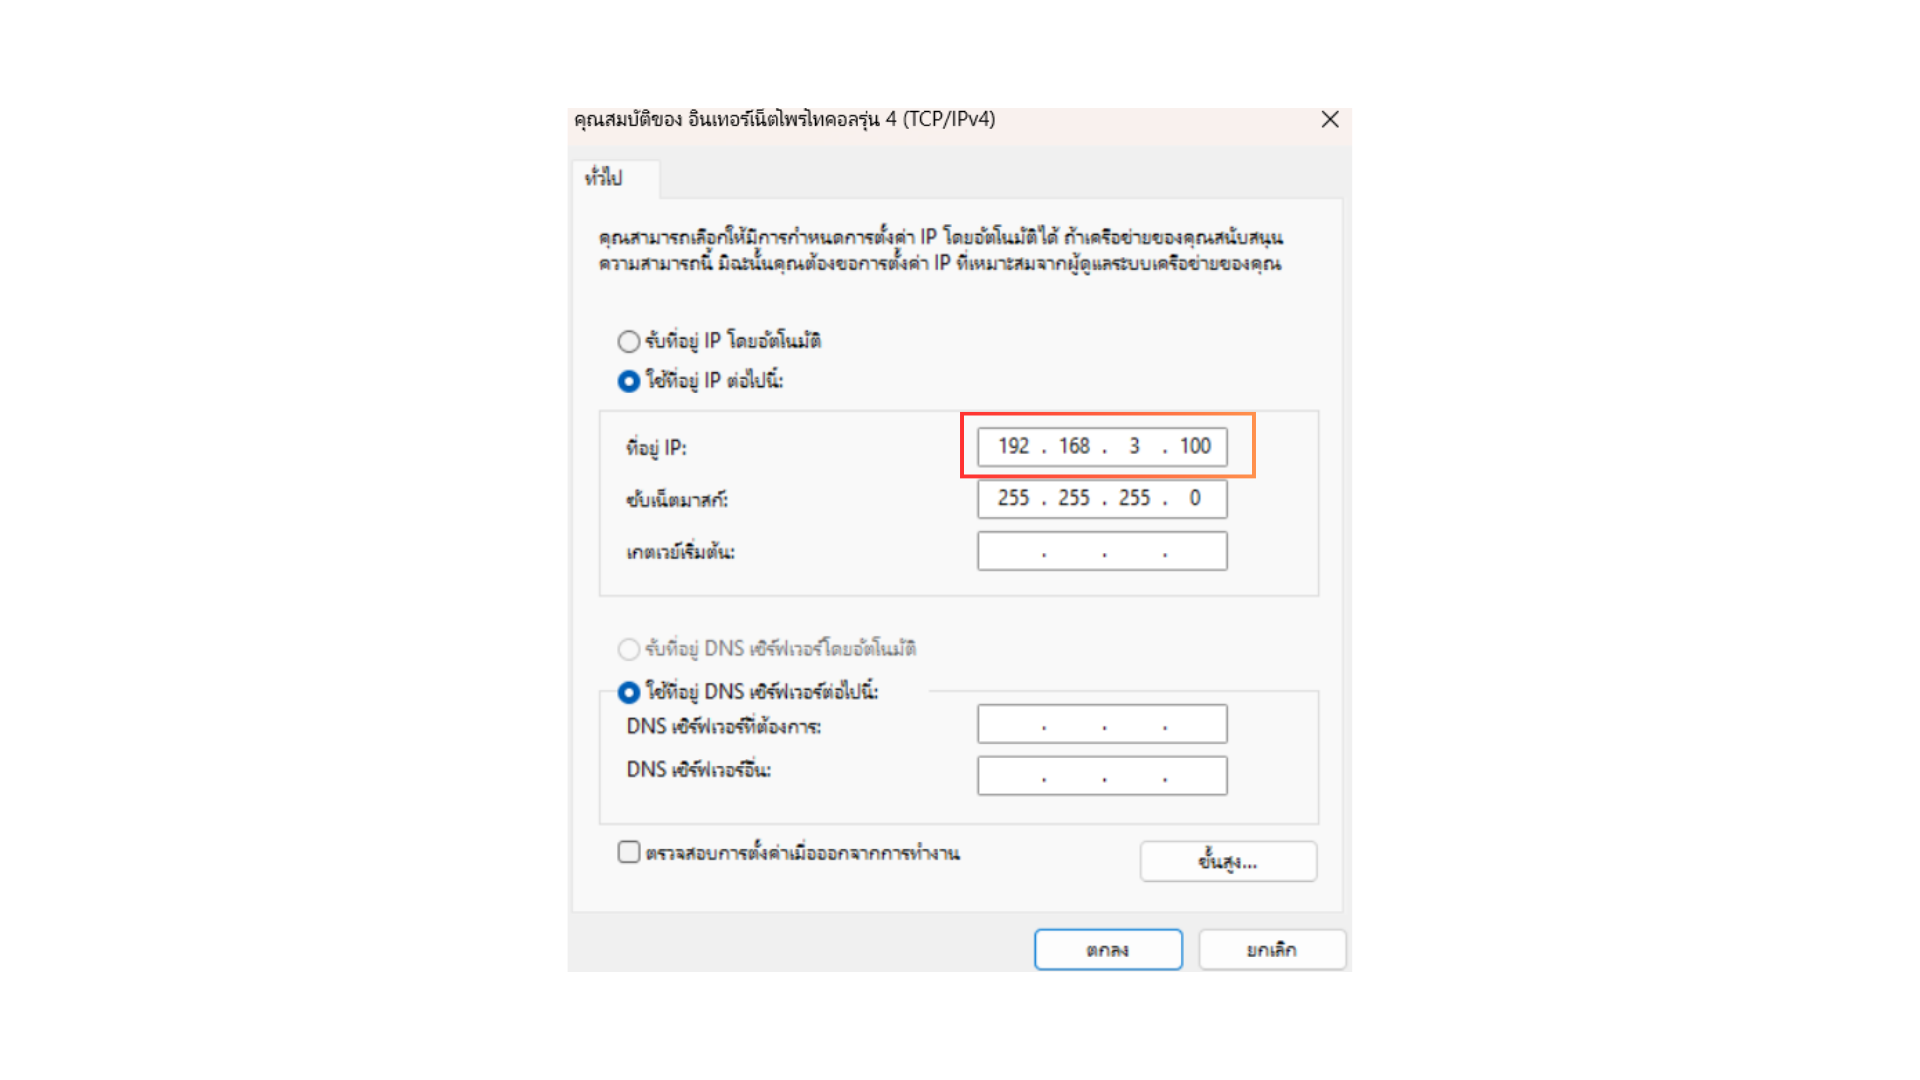 คุณสมบัติของ อินเทอร์เน็ตโพรโทคอลรุ่น 4 (TCP/IPv4)
ทั่วไป
คุณสามารถเลือกให้มีการกำหนดการตั้งค่า IP โดยอัตโนมัติได้ ถ้าเครือข่ายของคุณสนับสนุน
ความสามารถนี้ มิฉะนั้นคุณต้องขอการตั้งค่า IP ที่เหมาะสมจากผู้ดูแลระบบเครือข่ายของคุณ
รับที่อยู่ IP โดยอัตโนมัติ
ใช้ที่อยู่ IP ต่อไปนี้:
ที่อยู่ IP: 192 . 168 . 3 . 100
ซับเน็ตมาสก์: 255 . 255 . 255 . 0
เกตเวย์เริ่มต้น: . . .
รับที่อยู่ DNS เซิร์ฟเวอร์โดยอัตโนมัติ
ใช้ที่อยู่ DNS เซิร์ฟเวอร์ต่อไปนี้:
DNS เซิร์ฟเวอร์ที่ต้องการ: . . .
DNS เซิร์ฟเวอร์อื่น: . . .
ตรวจสอบการตั้งค่าเมื่อออกจากการทำงาน
ขั้นสูง...
ตกลง ยกเลิก